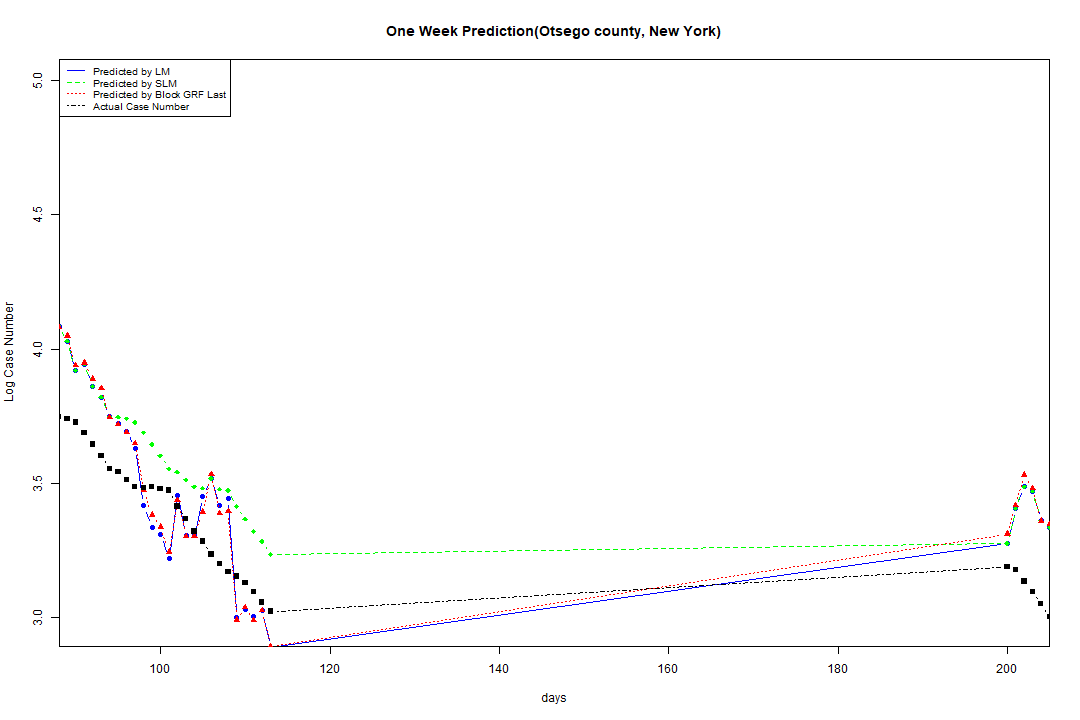 One Week Prediction(Otsego county, New York)
Predicted by LM
Predicted by SLM
Predicted by Block GRF Last
Actual Case Number
5.0
4.5
4.0
3.5
3.0
Log Case Number
100 120 140 160 180 200
days